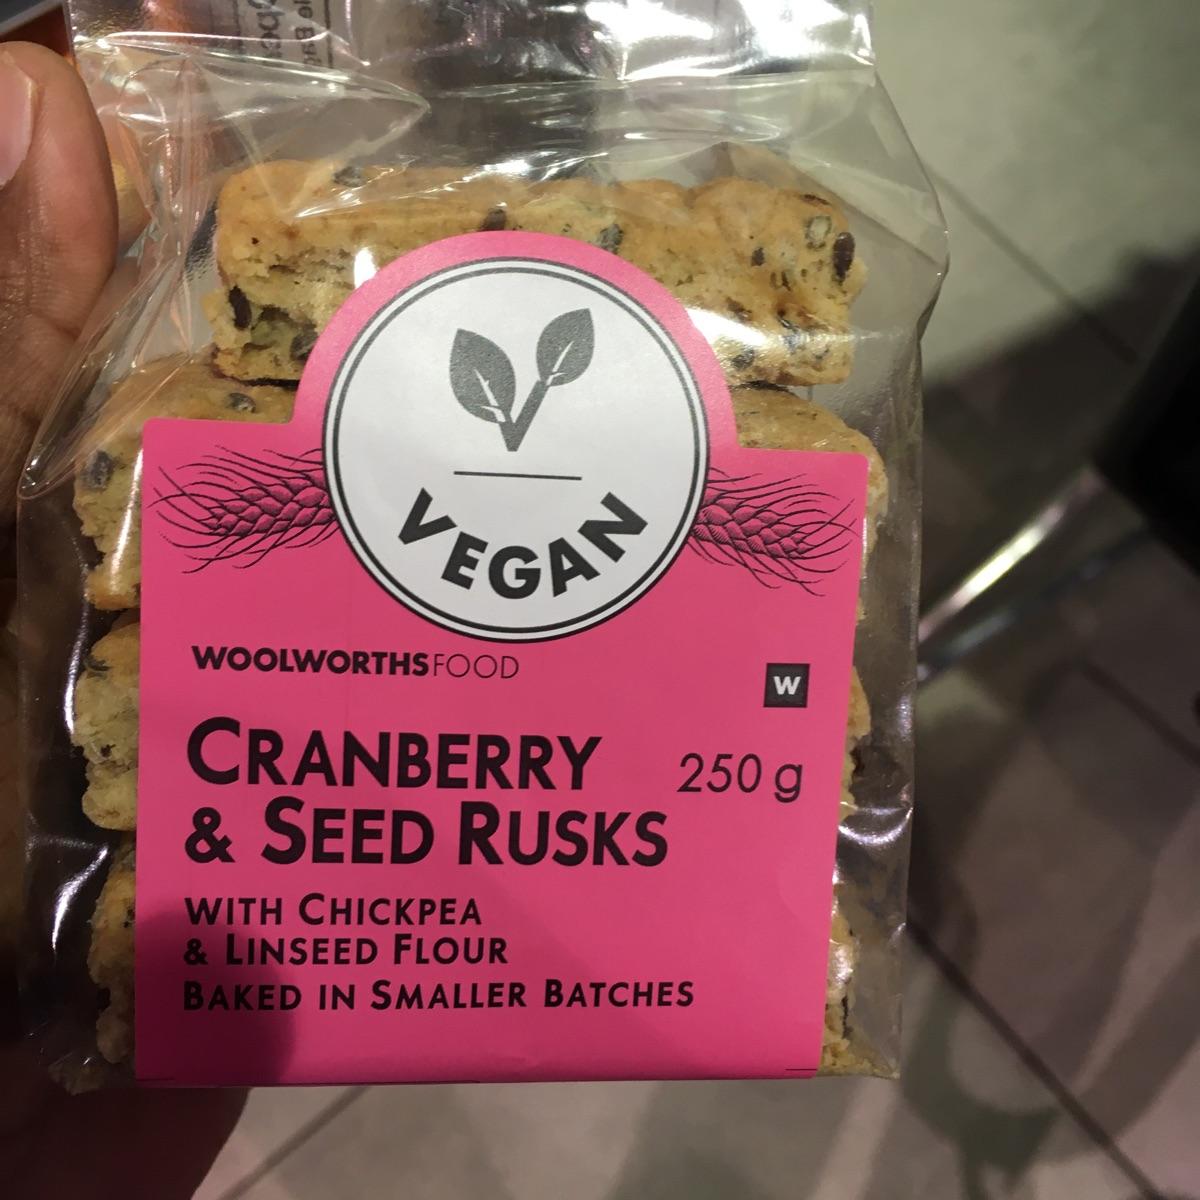 VEGAN
WOOLWORTHSFOOD
W
CRANBERRY
& SEED RUSKS
250 g
WITH CHICKPEA
& LINSEED FLOUR
BAKED IN SMALLER BATCHES